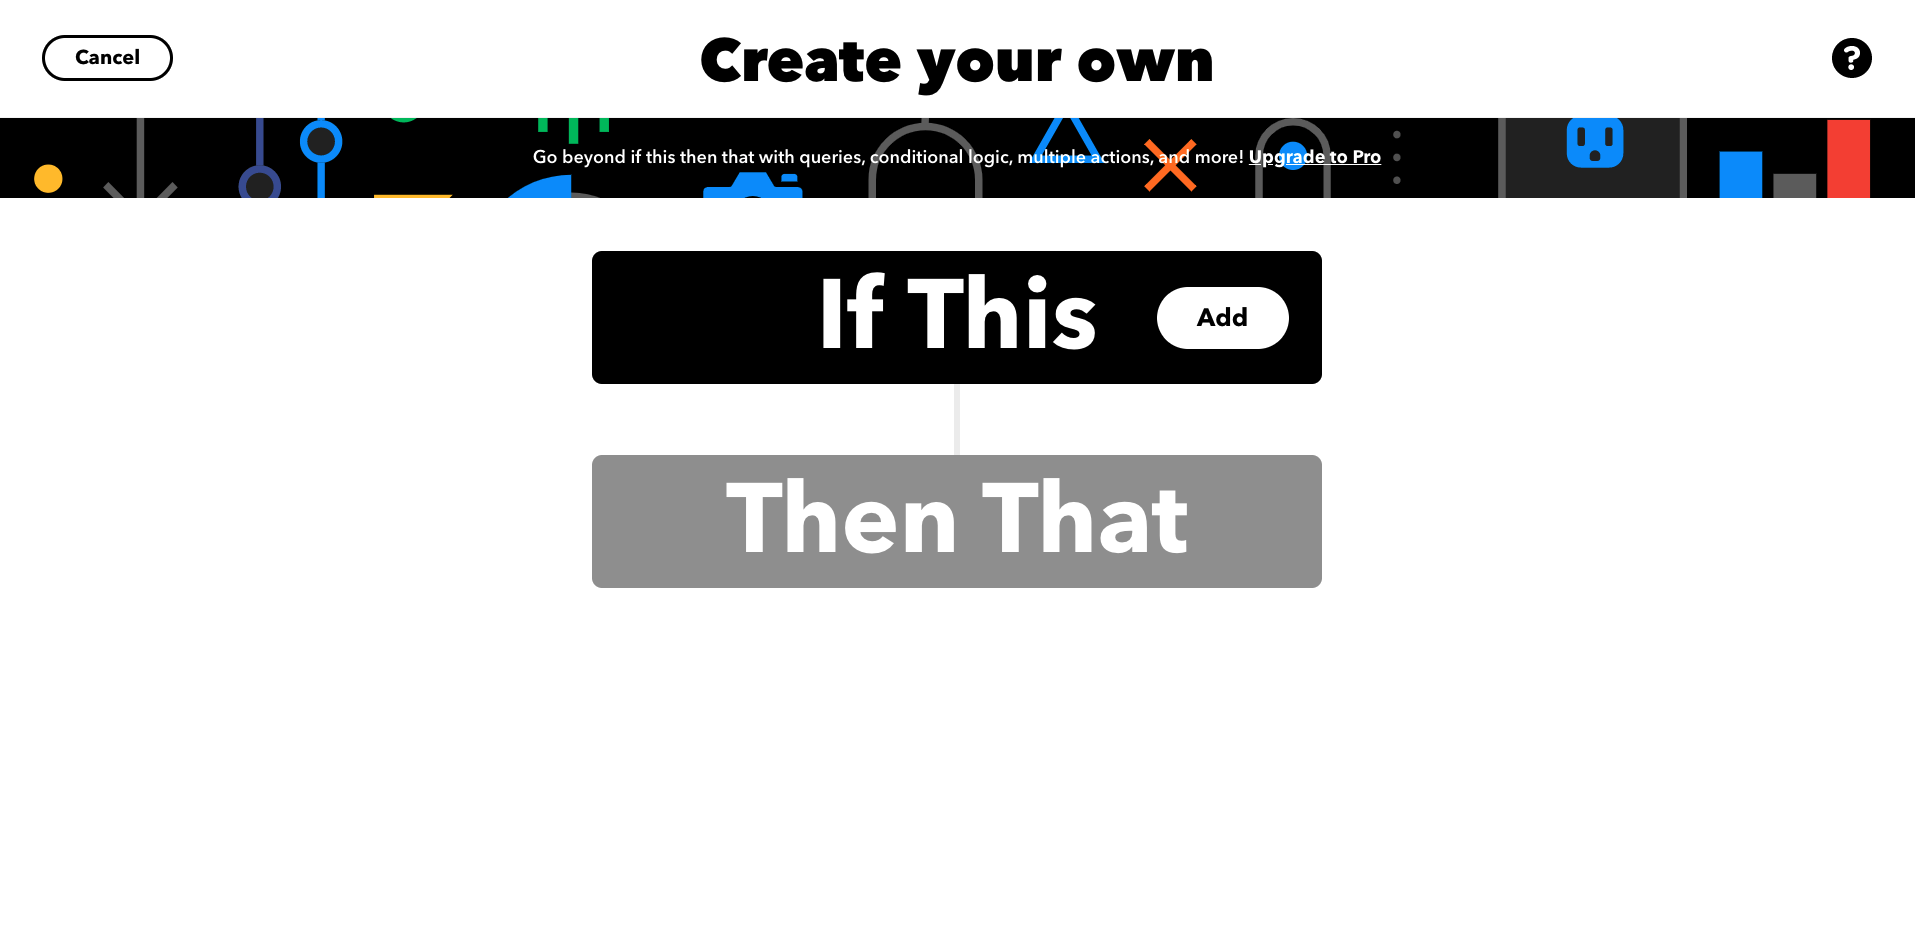 Cancel
Create your own
?
Go beyond if this then that with queries, conditional logic, multiple actions, and more! Upgrade to Pro
If This
Add
Then That